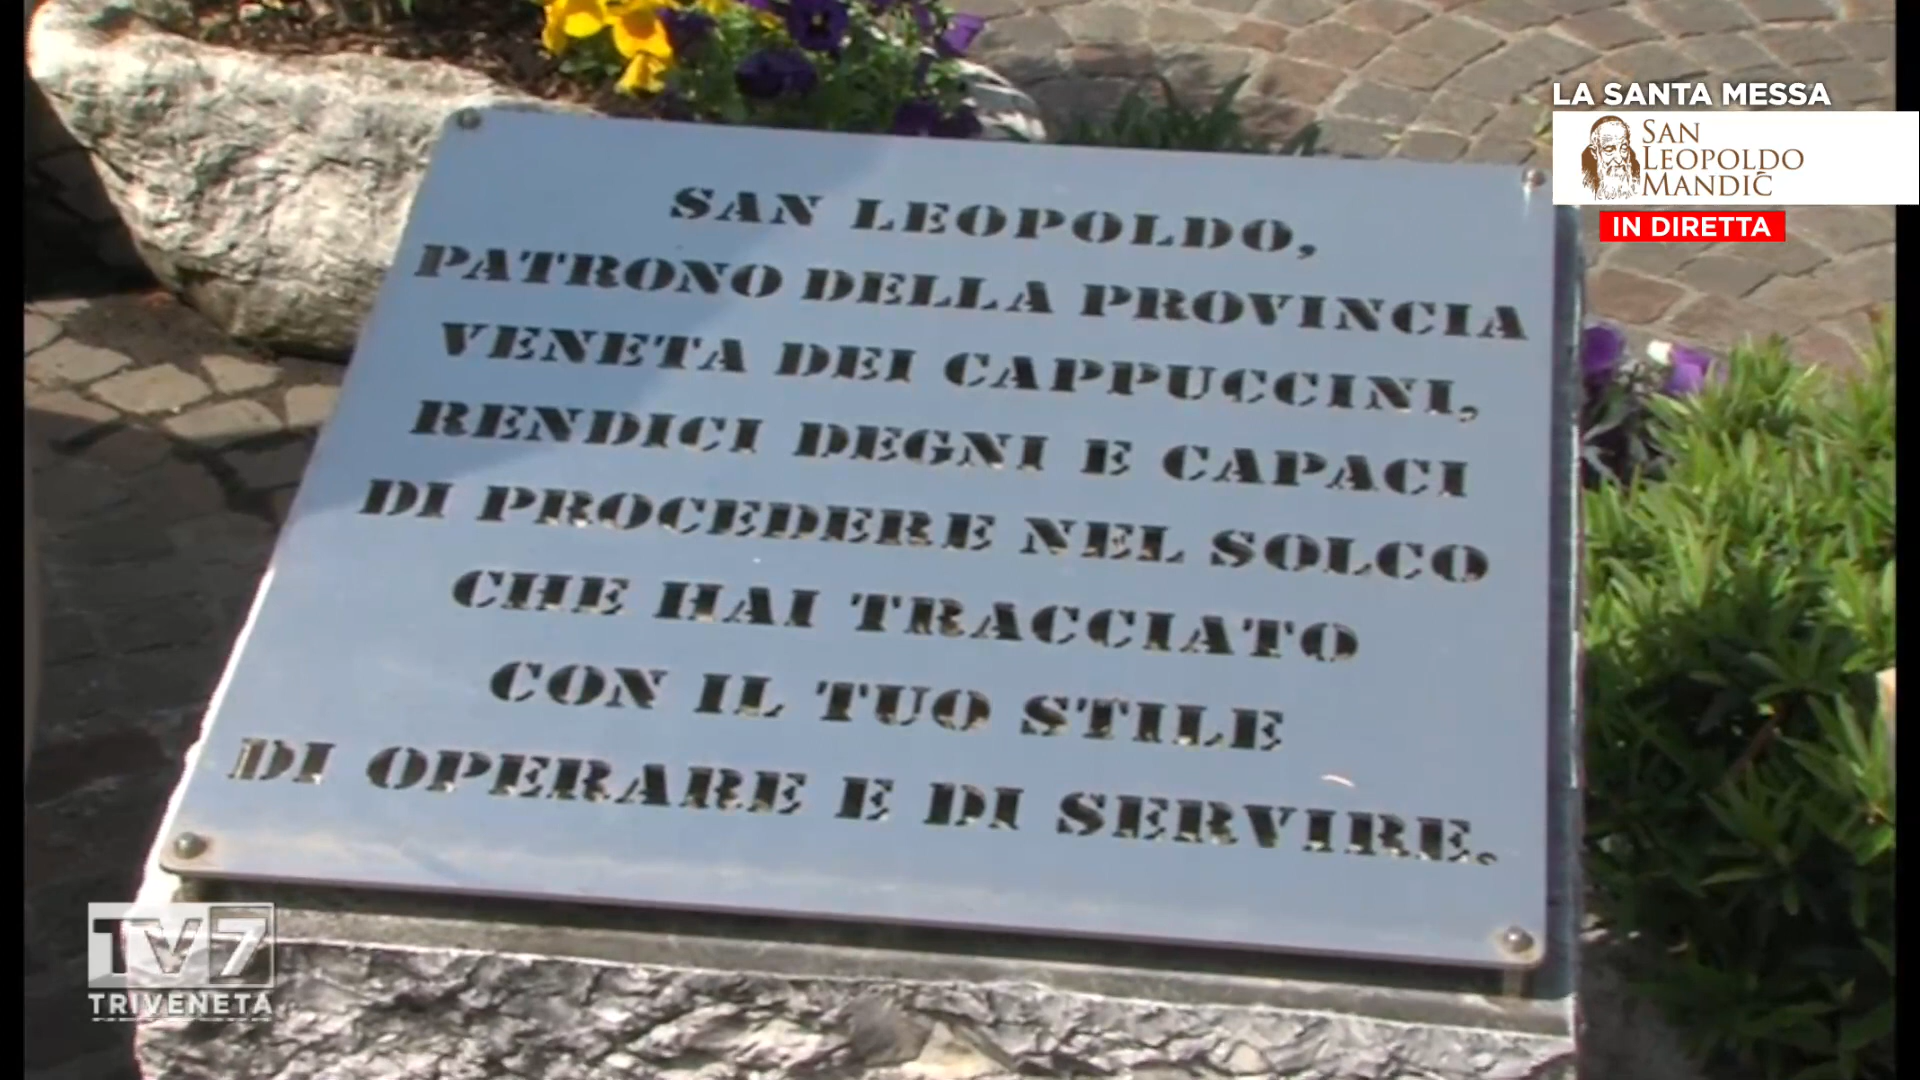 LA SANTA MESSA
SAN
LEOPOLDO
MANDIĆ
IN DIRETTA
SAN LEOPOLDO,
PATRONO DELLA PROVINCIA
VENETA DEI CAPPUCCINI,
RENDICI DEGNI E CAPACI
DI PROCEDERE NEL SOLCO
CHE HAI TRACCIATO
CON IL TUO STILE
DI OPERARE E DI SERVIRE.
TV7
TRIVENETA